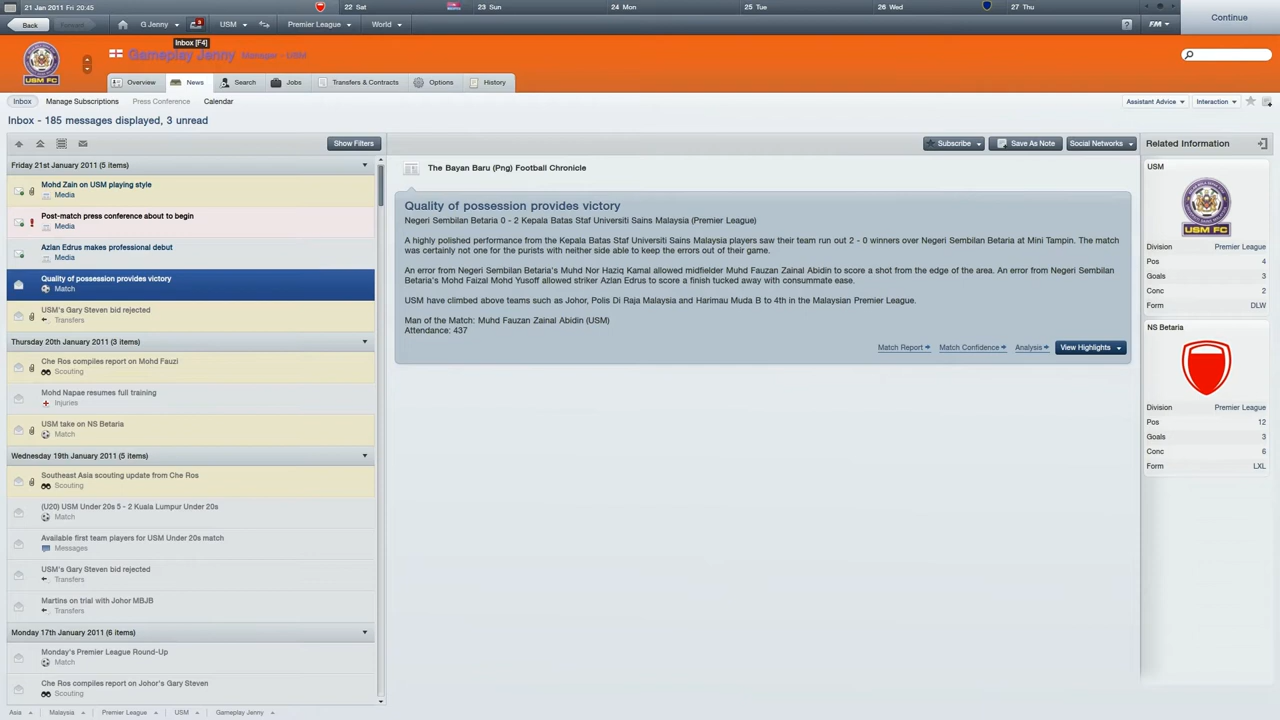 21 Jan 2011 Fri 20:45
22 Sat
23 Sun
24 Mon
25 Tue
26 Wed
27 Thu
Back
G Jenny
3
USM
Premier League
World
?
FM
Continue
Inbox [F4]
USM FC
Gameplay Jenny Manager - USM
Overview
News
Search
Jobs
Transfers & Contracts
Options
History
Inbox
Manage Subscriptions
Press Conference
Calendar
Assistant Advice
Interaction
Inbox - 185 messages displayed, 3 unread
Show Filters
Subscribe
Save As Note
Social Networks
Related Information
Friday 21st January 2011 (5 items)
Mohd Zain on USM playing style
Media
Post-match press conference about to begin
Media
Azlan Edrus makes professional debut
Media
Quality of possession provides victory
Match
USM's Gary Steven bid rejected
Transfers
Thursday 20th January 2011 (3 items)
Che Ros compiles report on Mohd Fauzi
Scouting
Mohd Napae resumes full training
Injuries
USM take on NS Betaria
Match
Wednesday 19th January 2011 (5 items)
Southeast Asia scouting update from Che Ros
Scouting
(U20) USM Under 20s 5 - 2 Kuala Lumpur Under 20s
Match
Available first team players for USM Under 20s match
Messages
USM's Gary Steven bid rejected
Transfers
Martins on trial with Johor MBJB
Transfers
Monday 17th January 2011 (6 items)
Monday's Premier League Round-Up
Match
Che Ros compiles report on Johor's Gary Steven
Scouting
The Bayan Baru (Png) Football Chronicle
Quality of possession provides victory
Negeri Sembilan Betaria 0 - 2 Kepala Batas Staf Universiti Sains Malaysia (Premier League)
A highly polished performance from the Kepala Batas Staf Universiti Sains Malaysia players saw their team run out 2 - 0 winners over Negeri Sembilan Betaria at Mini Tampin. The match
was certainly not one for the purists with neither side able to keep the errors out of their game.
An error from Negeri Sembilan Betaria's Muhd Nor Haziq Kamal allowed midfielder Muhd Fauzan Zainal Abidin to score a shot from the edge of the area. An error from Negeri Sembilan
Betaria's Mohd Faizal Mohd Yusoff allowed striker Azlan Edrus to score a finish tucked away with consummate ease.
USM have climbed above teams such as Johor, Polis Di Raja Malaysia and Harimau Muda B to 4th in the Malaysian Premier League.
Man of the Match: Muhd Fauzan Zainal Abidin (USM)
Attendance: 437
Match Report
Match Confidence
Analysis
View Highlights
USM
USM FC
Division Premier League
Pos 4
Goals 3
Conc 2
Form DLW
NS Betaria
Division Premier League
Pos 12
Goals 3
Conc 6
Form LXL
Asia
Malaysia
Premier League
USM
Gameplay Jenny